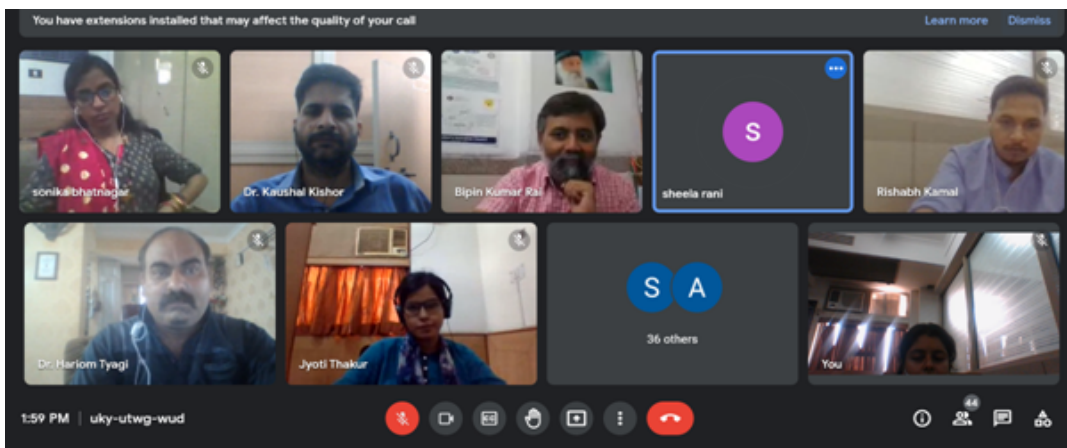 You have extensions installed that may affect the quality of your call
Learn more Dismiss
sonika bhatnagar
Dr. Kaushal Kishor
Bipin Kumar Rai
S
sheela rani
Rishabh Kamal
Dr. Hariom Tyagi
Jyoti Thakur
S A
36 others
You
1:59 PM | uky-utwg-wud
CC
44